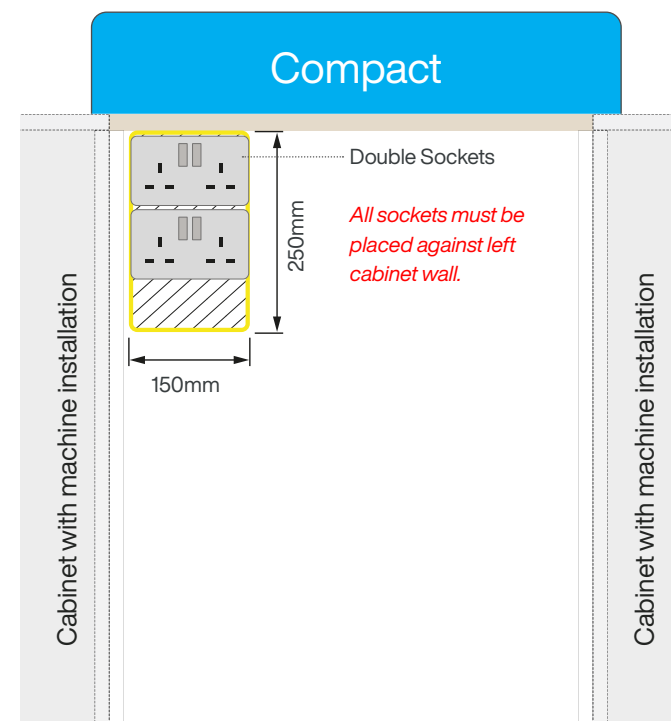 Compact
Double Sockets
All sockets must be
placed against left
cabinet wall.
250mm
150mm
Cabinet with machine installation
Cabinet with machine installation